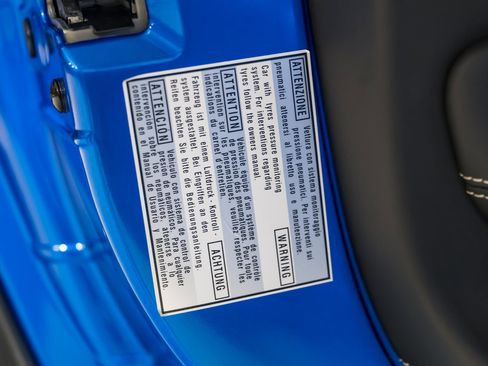 ATTENZIONE
Vettura con sistema monitoraggio
pressione pneumatici. Per interventi sui
pneumatici attenersi al libretto uso e manutenzione.
Car with tyres pressure monitoring
system. For interventions regarding
tyres follow the owners manual.
WARNING
ATTENTION
Véhicule équipé d'un système de contrôle
de pression des pneumatiques. Pour toute
intervention sur les pneumatiques, veuillez respecter les
indications du carnet d'entretien.
Fahrzeug ist mit einem Luftdruck - Kontroll -
system ausgestattet. Bei Eingriffen an den
Reifen beachten Sie bitte die Bedienungsanleitung.
ACHTUNG
ATENCIÓN
Vehículo con sistema de control de
presión de neumáticos. Para cualquier
intervención sobre los neumáticos atenerse a lo
contenido en el Manual de Usuario y Mantenimiento.